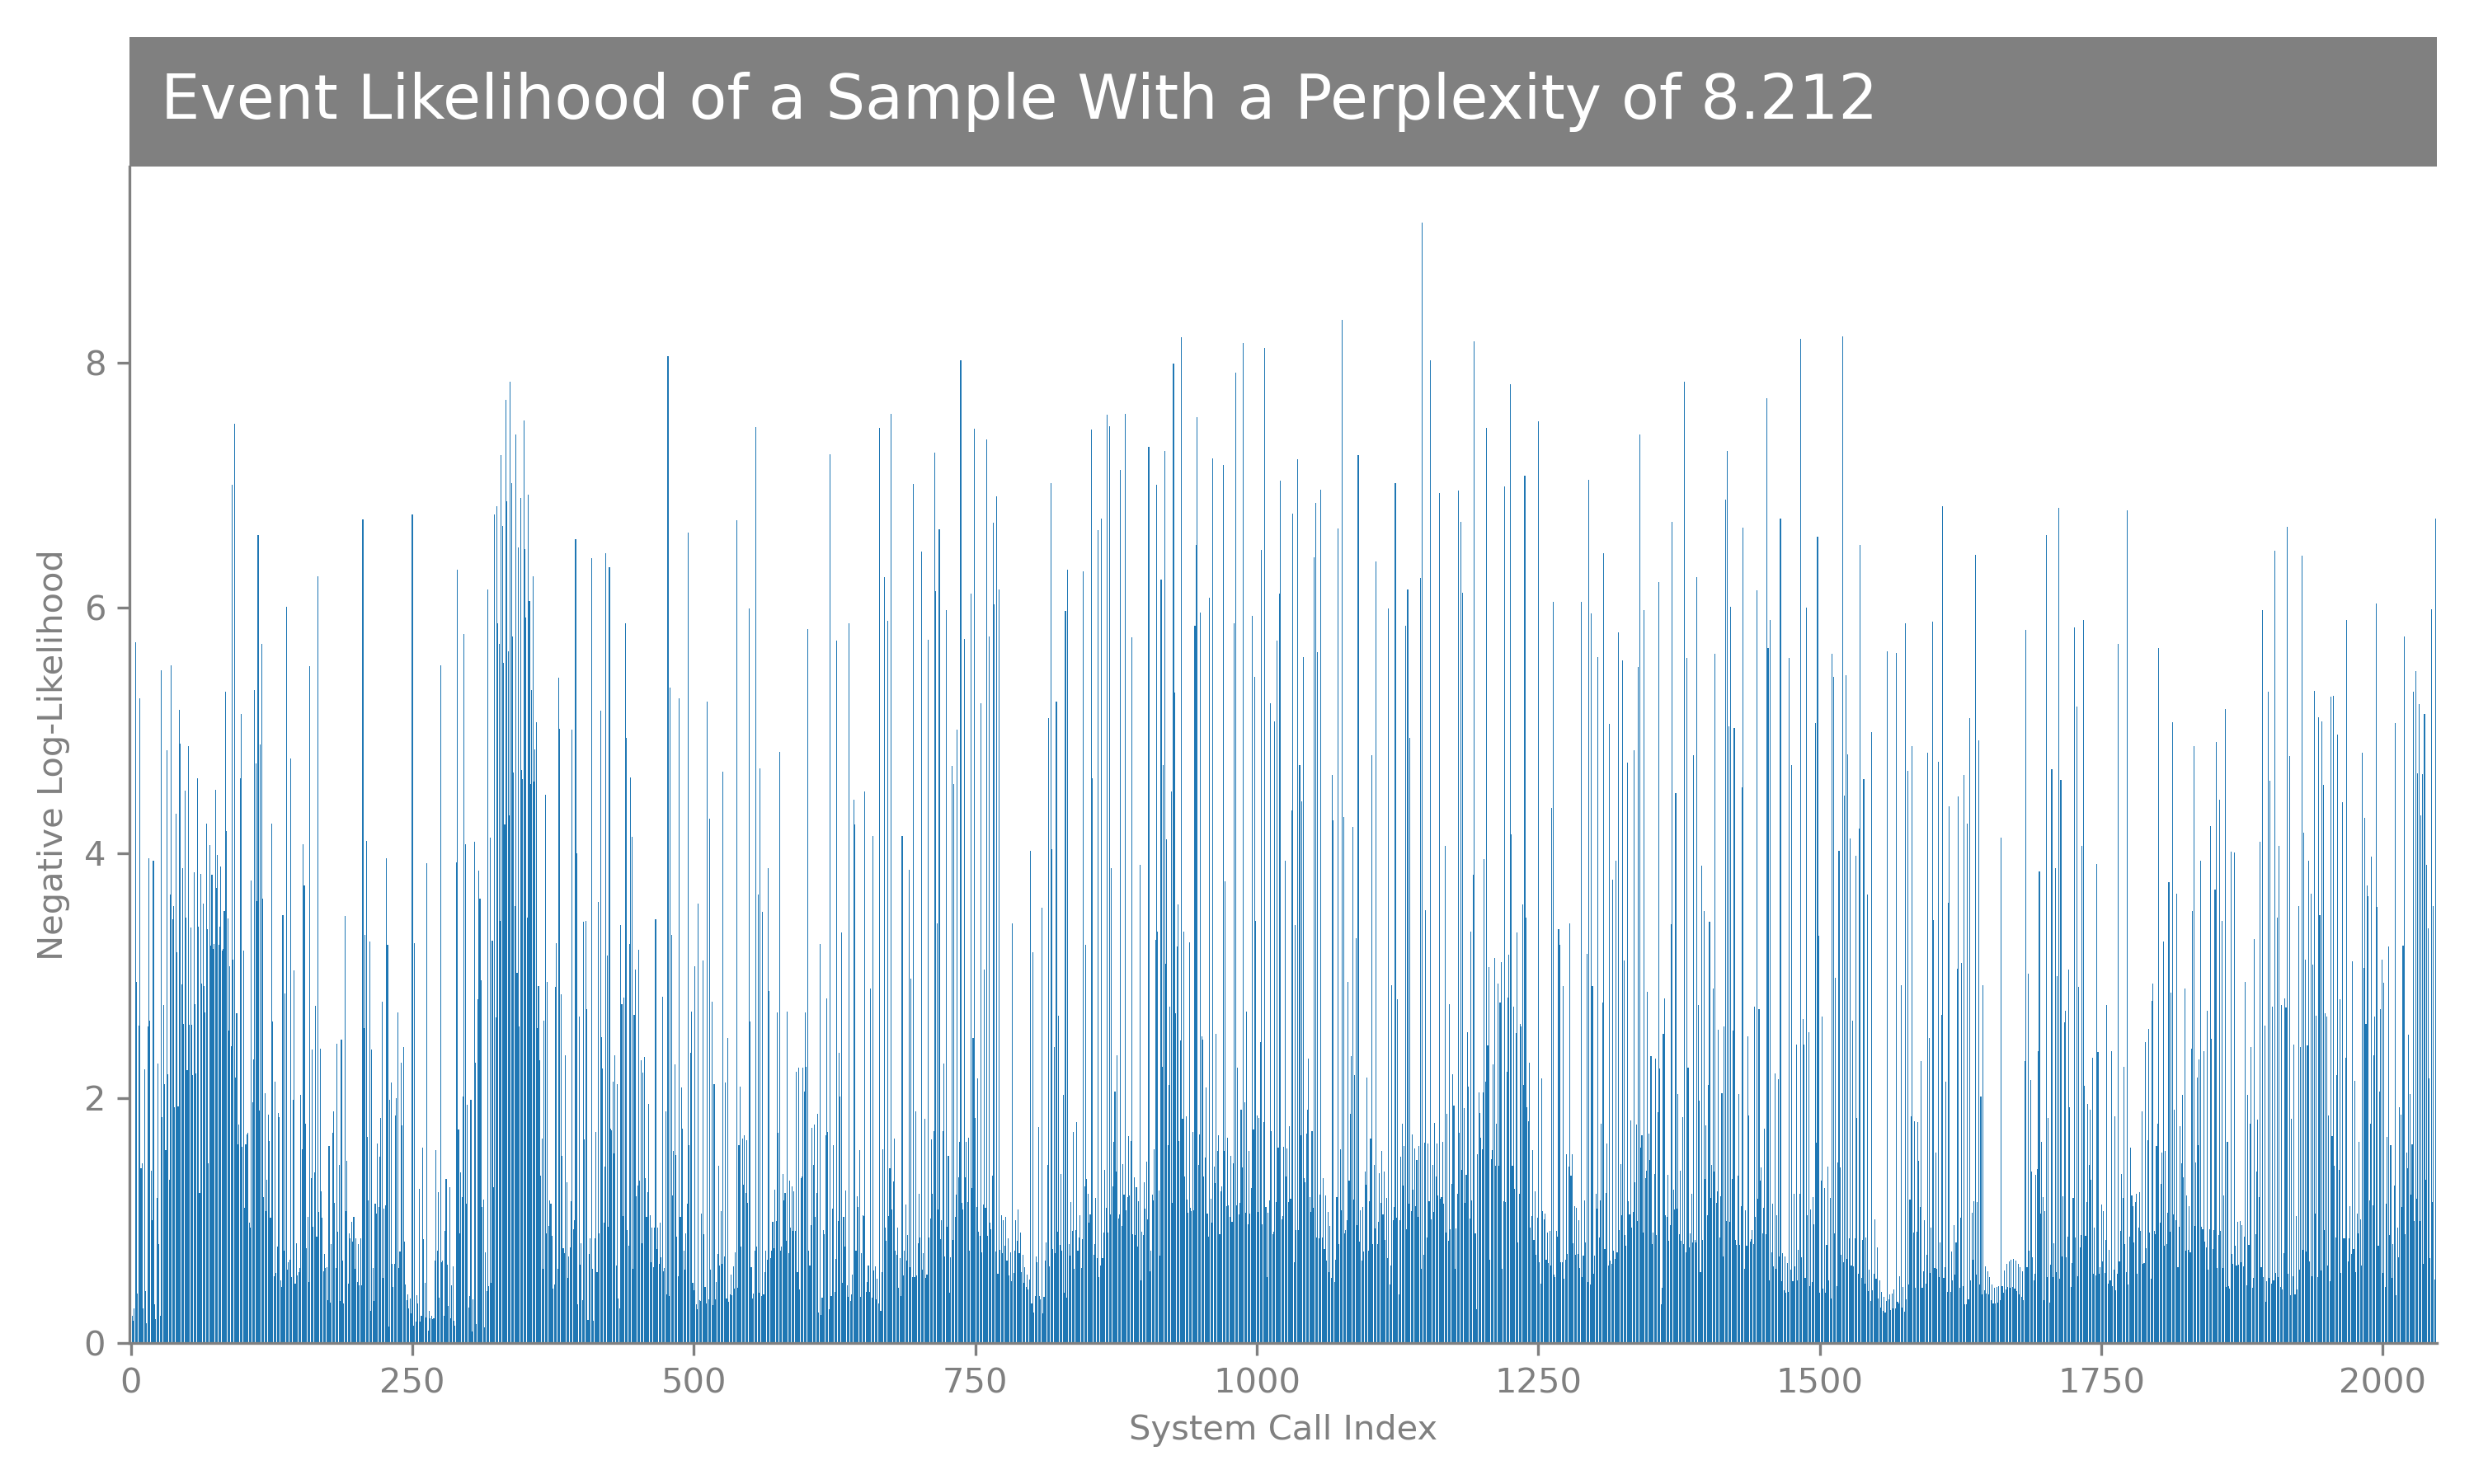 Event Likelihood of a Sample With a Perplexity of 8.212
Negative Log-Likelihood
8
6
4
2
0
0 250 500 750 1000 1250 1500 1750 2000
System Call Index